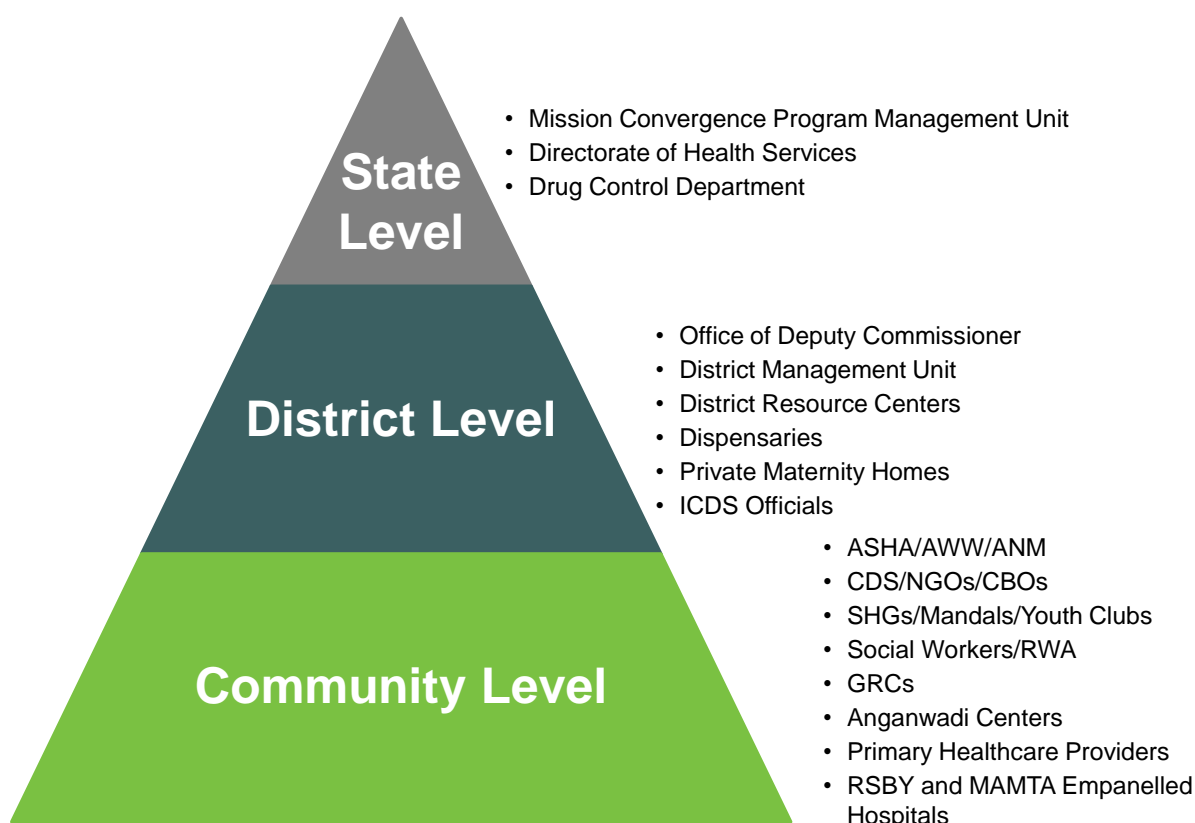 State
Level
• Mission Convergence Program Management Unit
• Directorate of Health Services
• Drug Control Department
District Level
• Office of Deputy Commissioner
• District Management Unit
• District Resource Centers
• Dispensaries
• Private Maternity Homes
• ICDS Officials
Community Level
• ASHA/AWW/ANM
• CDS/NGOs/CBOs
• SHGs/Mandals/Youth Clubs
• Social Workers/RWA
• GRCs
• Anganwadi Centers
• Primary Healthcare Providers
• RSBY and MAMTA Empanelled
Hospitals